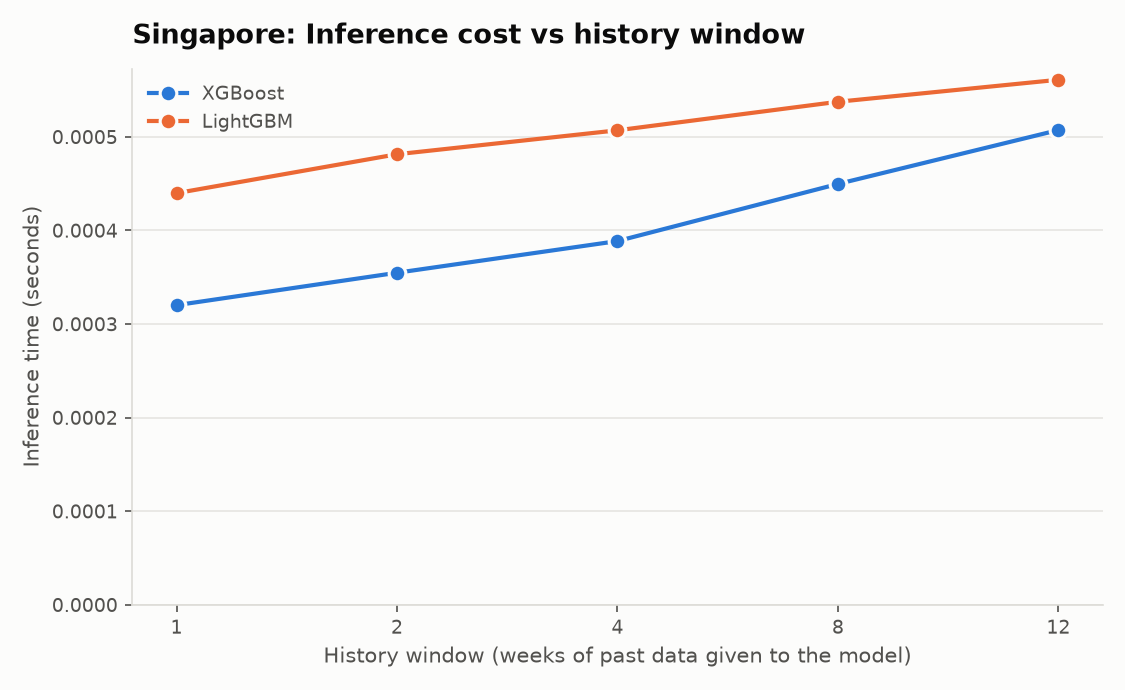 Singapore: Inference cost vs history window
XGBoost
LightGBM
Inference time (seconds)
0.0005
0.0004
0.0003
0.0002
0.0001
0.0000
1 2 4 8 12
History window (weeks of past data given to the model)